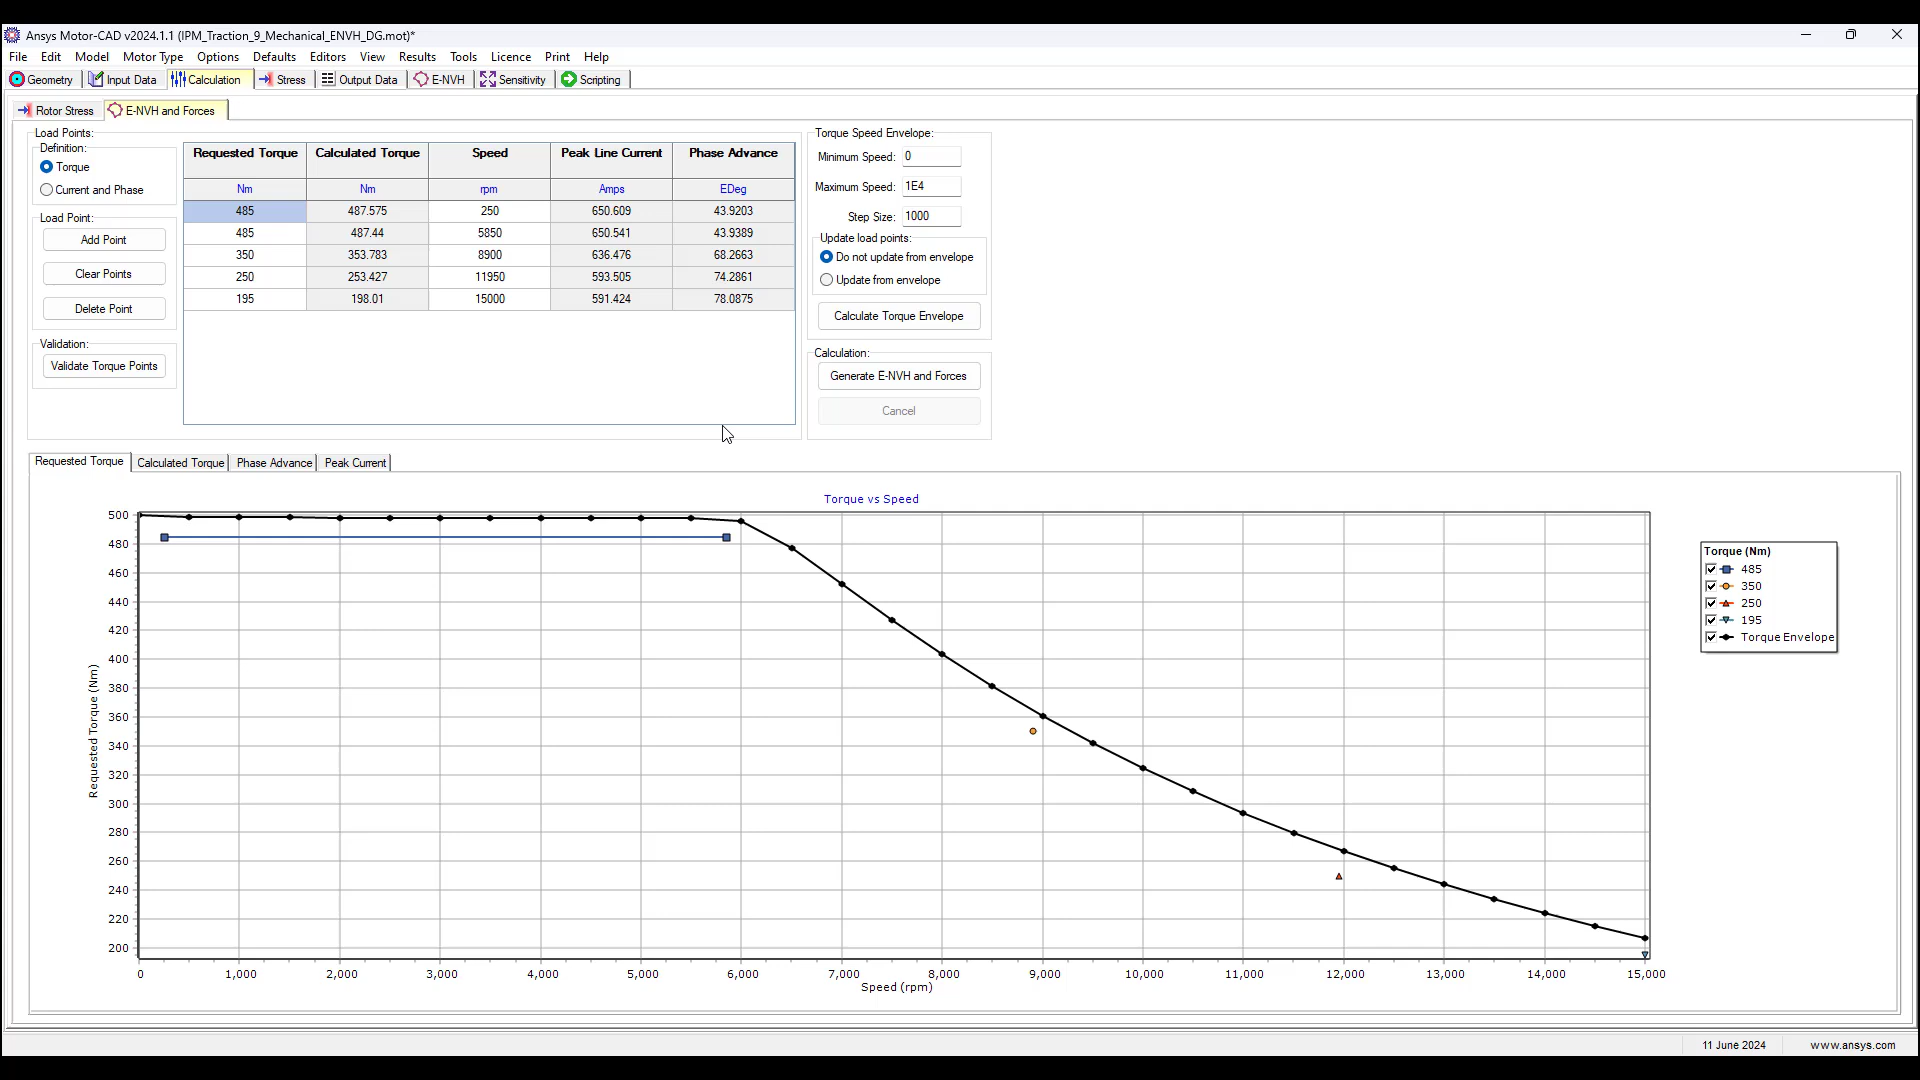 Ansys Motor-CAD v2024.1.1 (IPM_Traction_9_Mechanical_ENVH_DG.mot)*
File Edit Model Motor Type Options Defaults Editors View Results Tools Licence Print Help
Geometry Input Data Calculation Stress Output Data E-NVH Sensitivity Scripting
Rotor Stress E-NVH and Forces
Load Points:
Definition:
Torque
Current and Phase
Load Point:
Add Point
Clear Points
Delete Point
Validation:
Validate Torque Points
Requested Torque Calculated Torque Speed Peak Line Current Phase Advance
Nm Nm rpm Amps EDeg
485 487.575 250 650.609 43.9203
485 487.44 5850 650.541 43.9389
350 353.783 8900 636.476 68.2663
250 253.427 11950 593.505 74.2861
195 198.01 15000 591.424 78.0875
Torque Speed Envelope:
Minimum Speed: 0
Maximum Speed: 1E4
Step Size: 1000
Update load points:
Do not update from envelope
Update from envelope
Calculate Torque Envelope
Calculation:
Generate E-NVH and Forces
Cancel
Requested Torque Calculated Torque Phase Advance Peak Current
Torque vs Speed
500
480
460
440
420
400
380
360
340
320
300
280
260
240
220
200
Requested Torque (Nm)
0 1,000 2,000 3,000 4,000 5,000 6,000 7,000 8,000 9,000 10,000 11,000 12,000 13,000 14,000 15,000
Speed (rpm)
Torque (Nm)
485
350
250
195
Torque Envelope
11 June 2024 www.ansys.com